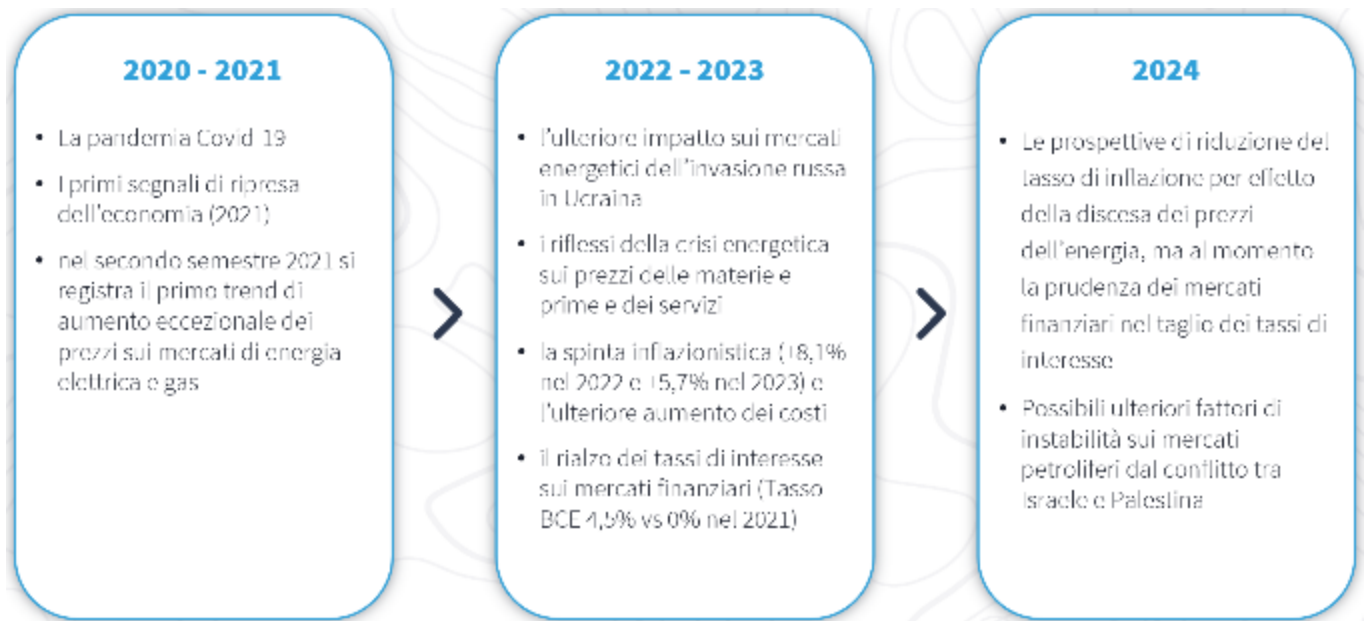 2020 - 2021
• La pandemia Covid-19
• I primi segnali di ripresa
dell'economia (2021)
• nel secondo semestre 2021 si
registra il primo trend di
aumento eccezionale dei
prezzi sui mercati di energia
elettrica e gas
2022 - 2023
• l'ulteriore impatto sui mercati
energetici dell'invasione russa
in Ucraina
• i riflessi della crisi energetica
sui prezzi delle materie e
prime e dei servizi
• la spinta inflazionistica (+8,1%
nel 2022 e +5,7% nel 2023) e
l'ulteriore aumento dei costi
• il rialzo dei tassi di interesse
sui mercati finanziari (Tasso
BCE 4,5% vs 0% nel 2021)
2024
• Le prospettive di riduzione del
tasso di inflazione per effetto
della discesa dei prezzi
dell'energia, ma al momento
la prudenza dei mercati
finanziari nel taglio dei tassi di
interesse
• Possibili ulteriori fattori di
instabilità sui mercati
petroliferi dal conflitto tra
Israele e Palestina